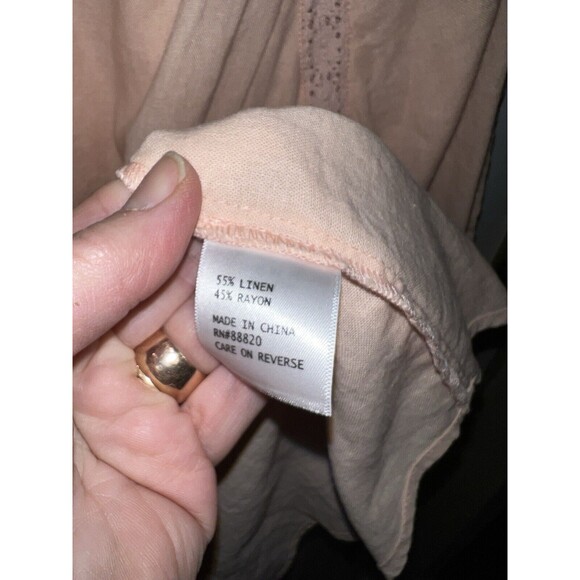 55% LINEN
45% RAYON
MADE IN CHINA
RN#88820
CARE ON REVERSE